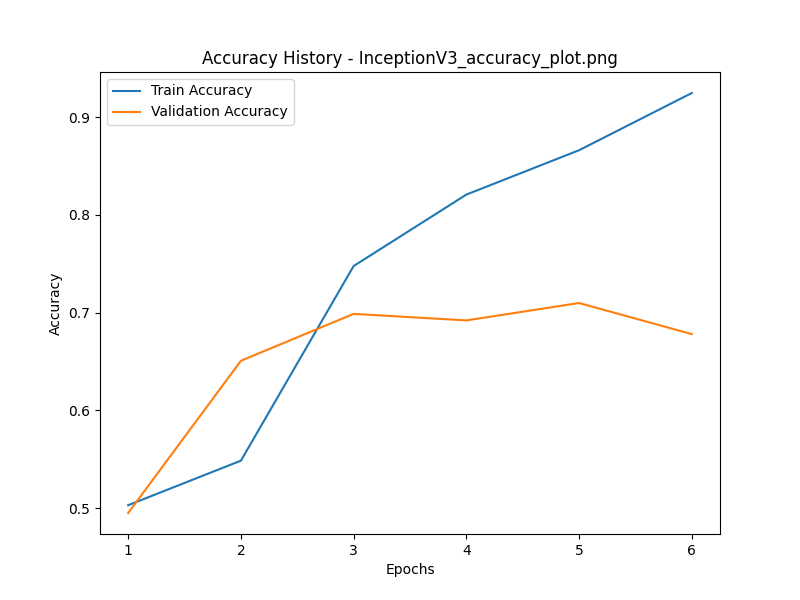 Accuracy History - InceptionV3_accuracy_plot.png
Train Accuracy
Validation Accuracy
Accuracy
0.9
0.8
0.7
0.6
0.5
1 2 3 4 5 6
Epochs